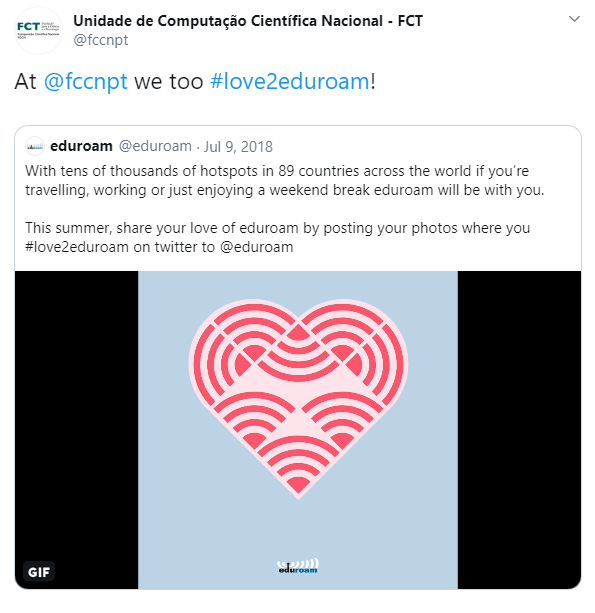 FCT
Unidade de Computação Científica Nacional - FCT
@fccnpt
At @fccnpt we too #love2eduroam!
eduroam @eduroam · Jul 9, 2018
With tens of thousands of hotspots in 89 countries across the world if you're
travelling, working or just enjoying a weekend break eduroam will be with you.
This summer, share your love of eduroam by posting your photos where you
#love2eduroam on twitter to @eduroam
eduroam
GIF